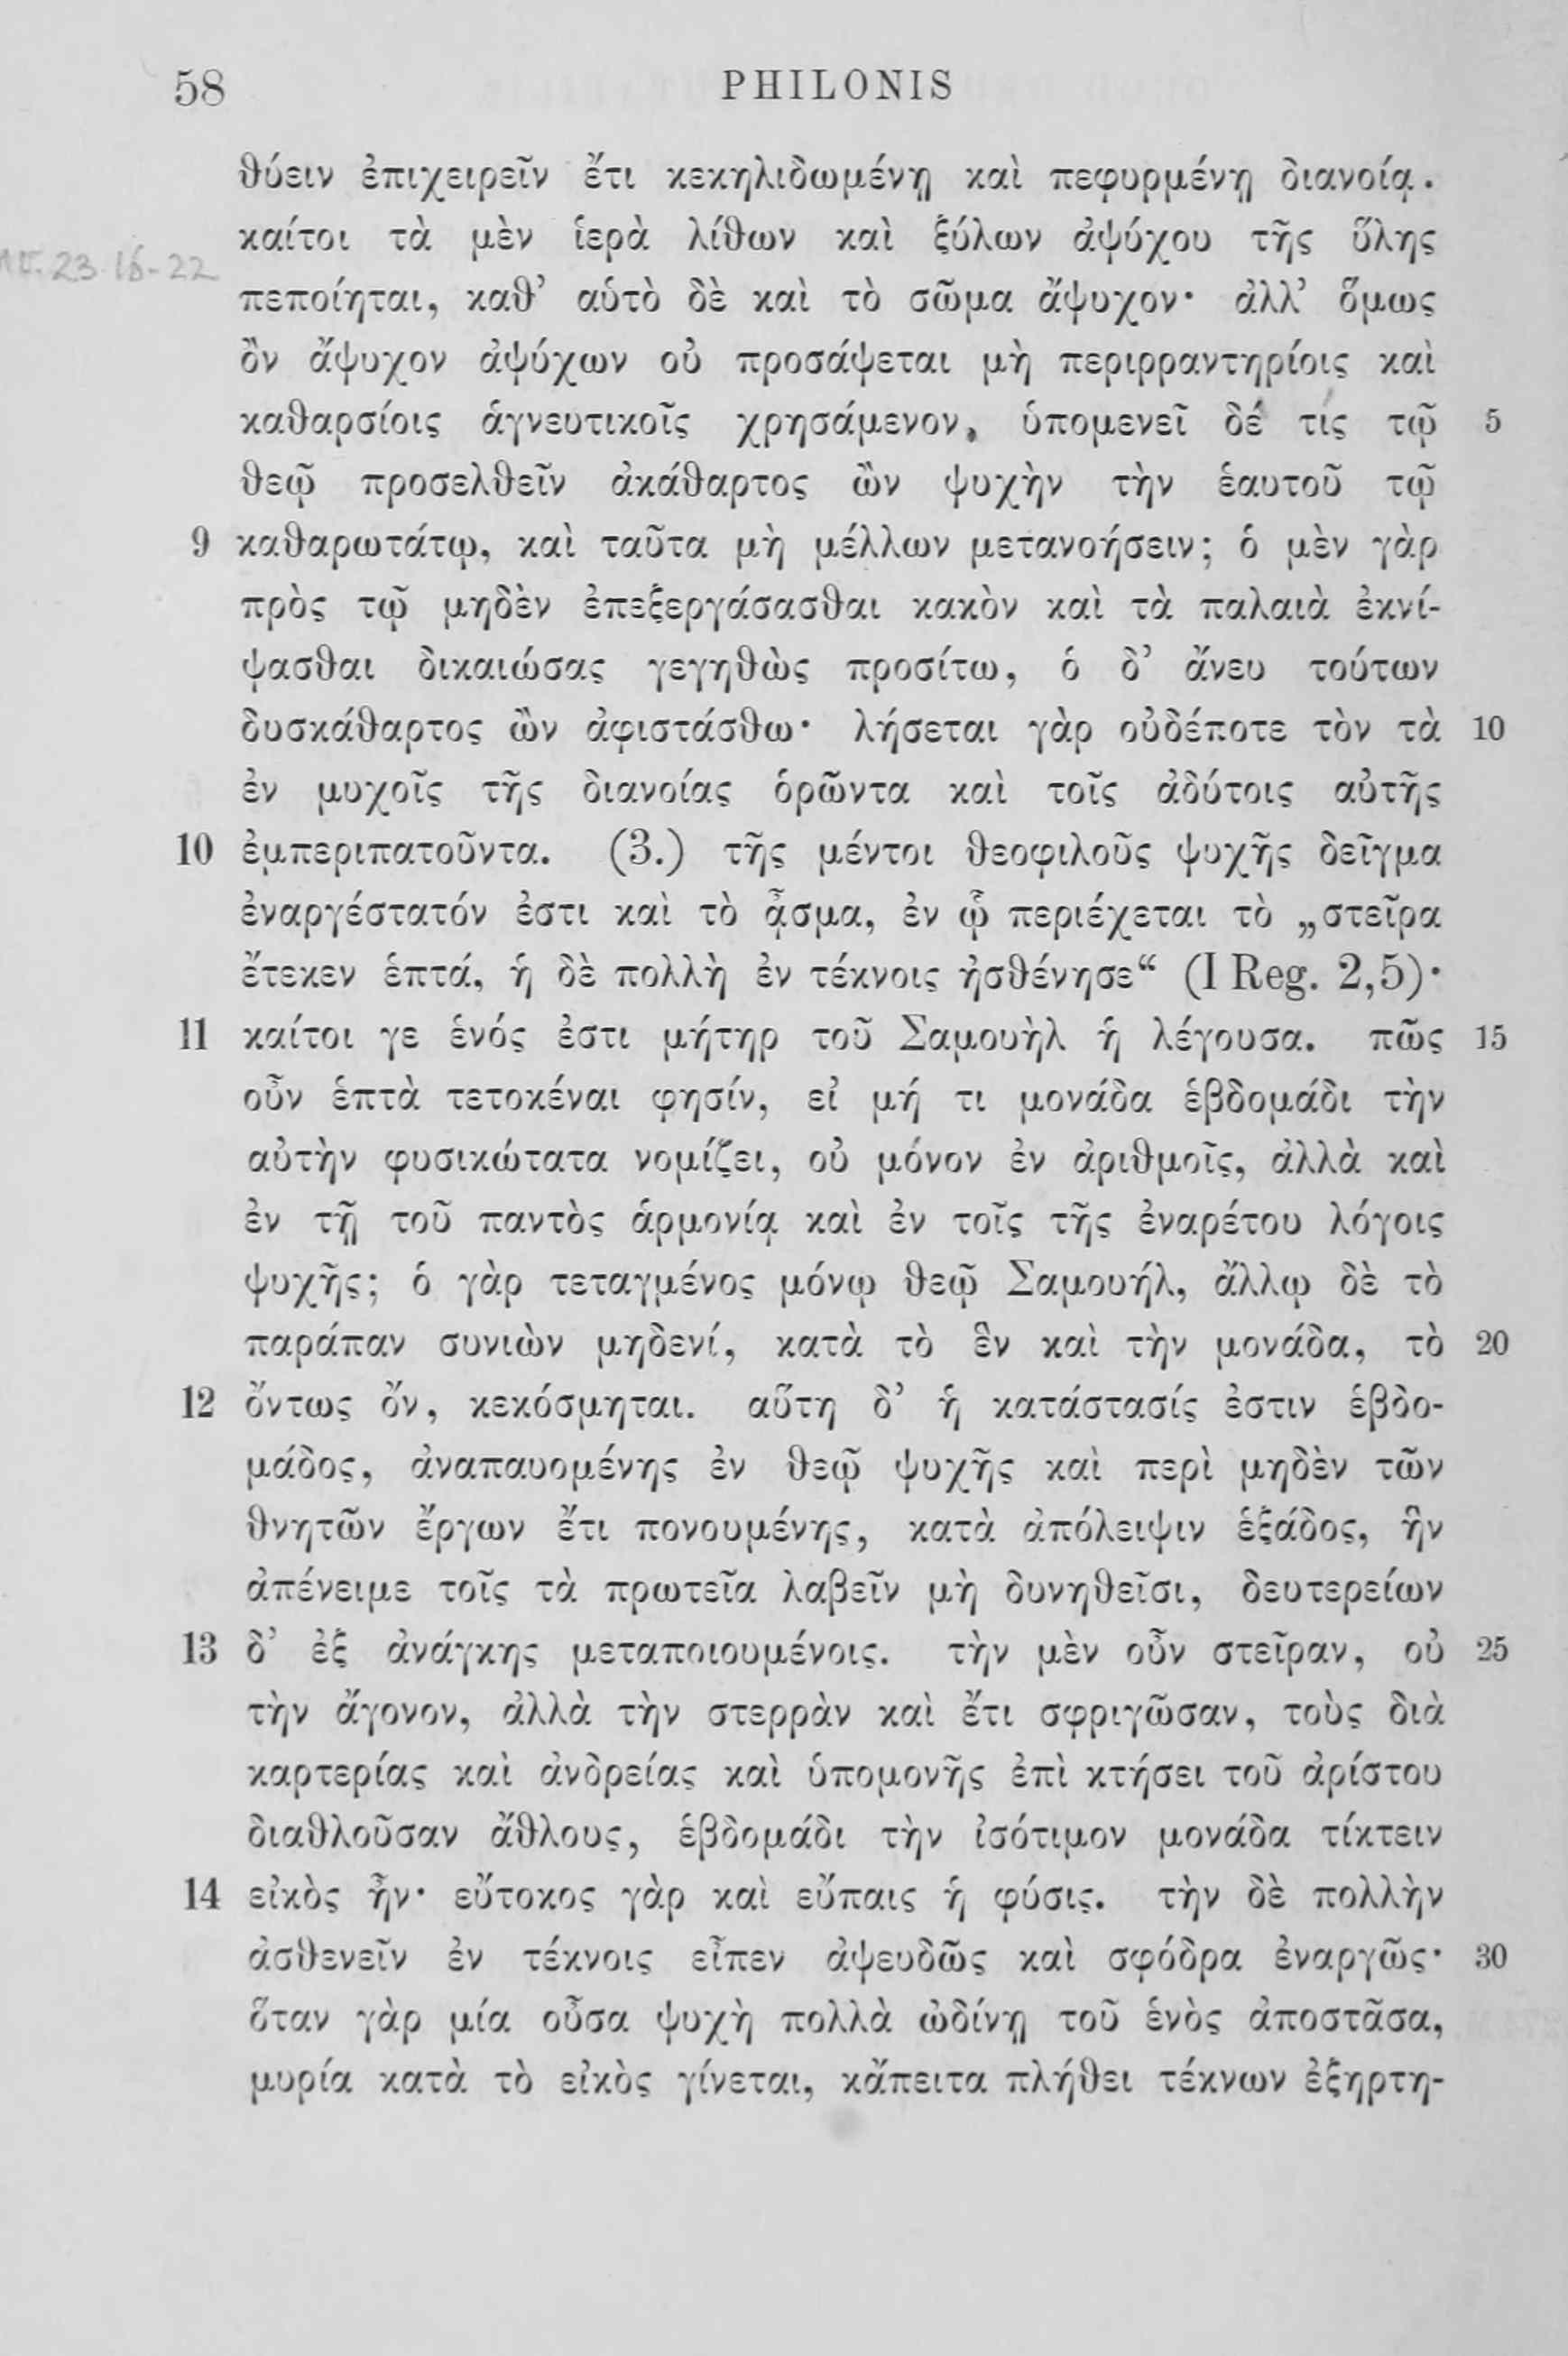 58 PHILONIS
θύειν ἐπιχειρεῖν ἔτι κεκηλιδωμένῃ καὶ πεφυρμένῃ διανοίᾳ.
καίτοι τὰ μὲν ἱερὰ λίθων καὶ ξύλων ἀψύχου τῆς ὕλης
23.16-22
πεποίηται, καθ’ αὑτὸ δὲ καὶ τὸ σῶμα ἄψυχον· ἀλλ’ ὅμως
ὂν ἄψυχον ἀψύχων οὐ προσάψεται μὴ περιρραντηρίοις καὶ
καθαρσίοις ἁγνευτικοῖς χρησάμενον, ὑπομενεῖ δέ τίς τῷ 5
θεῷ προσελθεῖν ἀκάθαρτος ὢν ψυχὴν τὴν ἑαυτοῦ τῷ
9 καθαρωτάτῳ, καὶ ταῦτα μὴ μέλλων μετανοήσειν; ὁ μὲν γὰρ
πρὸς τῷ μηδὲν ἐπεξεργάσασθαι κακὸν καὶ τὰ παλαιὰ ἐκνί-
ψασθαι δικαιώσας γεγηθὼς προσίτω, ὁ δ’ ἄνευ τούτων
δυσκάθαρτος ὢν ἀφιστάσθω· λήσεται γὰρ οὐδέποτε τὸν τὰ 10
ἐν μυχοῖς τῆς διανοίας ὁρῶντα καὶ τοῖς ἀδύτοις αὐτῆς
10 ἐμπεριπατοῦντα. (3.) τῆς μέντοι θεοφιλοῦς ψυχῆς δεῖγμα
ἐναργέστατόν ἐστι καὶ τὸ ᾆσμα, ἐν ᾧ περιέχεται τὸ „στεῖρα
ἔτεκεν ἑπτά, ἡ δὲ πολλὴ ἐν τέκνοις ἠσθένησε“ (I Reg. 2,5)·
11 καίτοι γε ἑνός ἐστι μήτηρ τοῦ Σαμουὴλ ἡ λέγουσα. πῶς 15
οὖν ἑπτὰ τετοκέναι φησίν, εἰ μή τι μονάδα ἑβδομάδι τὴν
αὐτὴν φυσικώτατα νομίζει, οὐ μόνον ἐν ἀριθμοῖς, ἀλλὰ καὶ
ἐν τῇ τοῦ παντὸς ἁρμονίᾳ καὶ ἐν τοῖς τῆς ἐναρέτου λόγοις
ψυχῆς; ὁ γὰρ τεταγμένος μόνῳ θεῷ Σαμουήλ, ἄλλῳ δὲ τὸ
παράπαν συνιὼν μηδενί, κατὰ τὸ ἓν καὶ τὴν μονάδα, τὸ 20
12 ὄντως ὄν, κεκόσμηται. αὕτη δ’ ἡ κατάστασίς ἐστιν ἑβδο-
μάδος, ἀναπαυομένης ἐν θεῷ ψυχῆς καὶ περὶ μηδὲν τῶν
θνητῶν ἔργων ἔτι πονουμένης, κατὰ ἀπόλειψιν ἑξάδος, ἣν
ἀπένειμε τοῖς τὰ πρωτεῖα λαβεῖν μὴ δυνηθεῖσι, δευτερείων
13 δ’ ἐξ ἀνάγκης μεταποιουμένοις. τὴν μὲν οὖν στεῖραν, οὐ 25
τὴν ἄγονον, ἀλλὰ τὴν στερρὰν καὶ ἔτι σφριγῶσαν, τοὺς διὰ
καρτερίας καὶ ἀνδρείας καὶ ὑπομονῆς ἐπὶ κτήσει τοῦ ἀρίστου
διαθλοῦσαν ἄθλους, ἑβδομάδι τὴν ἰσότιμον μονάδα τίκτειν
14 εἰκὸς ἦν· εὔτοκος γὰρ καὶ εὔπαις ἡ φύσις. τὴν δὲ πολλὴν
ἀσθενεῖν ἐν τέκνοις εἶπεν ἀψευδῶς καὶ σφόδρα ἐναργῶς· 30
ὅταν γὰρ μία οὖσα ψυχὴ πολλὰ ὠδίνῃ τοῦ ἑνὸς ἀποστᾶσα,
μυρία κατὰ τὸ εἰκὸς γίνεται, κἄπειτα πλήθει τέκνων ἐξηρτη-